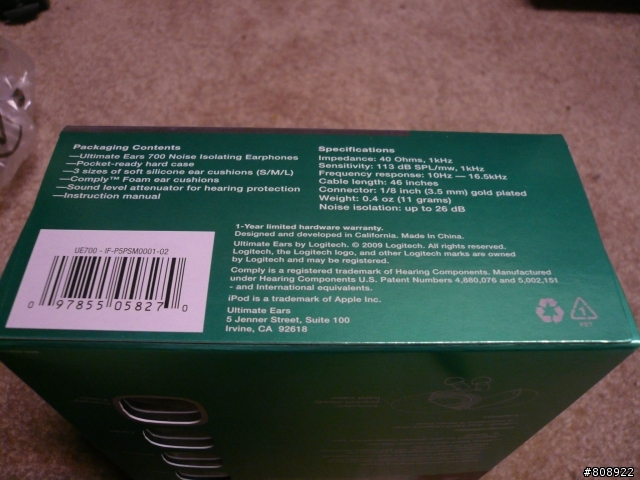 Packaging Contents
—Ultimate Ears 700 Noise Isolating Earphones
—Pocket-ready hard case
—3 sizes of soft silicone ear cushions (S/M/L)
—Comply™ Foam ear cushions
—Sound level attenuator for hearing protection
—Instruction manual
Specifications
Impedance: 40 Ohms, 1kHz
Sensitivity: 113 dB SPL/mw, 1kHz
Frequency response: 10Hz — 16.5kHz
Cable length: 46 inches
Connector: 1/8 inch (3.5 mm) gold plated
Weight: 0.4 oz (11 grams)
Noise isolation: up to 26 dB
1-Year limited hardware warranty.
Designed and developed in California. Made In China.
Ultimate Ears by Logitech. © 2009 Logitech. All rights reserved.
Logitech, the Logitech logo, and other Logitech marks are owned
by Logitech and may be registered.
Comply is a registered trademark of Hearing Components. Manufactured
under Hearing Components U.S. Patent Numbers 4,880,076 and 5,002,151
- and International equivalents.
iPod is a trademark of Apple Inc.
Ultimate Ears
5 Jenner Street, Suite 100
Irvine, CA 92618
UE700 - IF-P5PSM0001-02
0 97855 05827 0
1
#808922